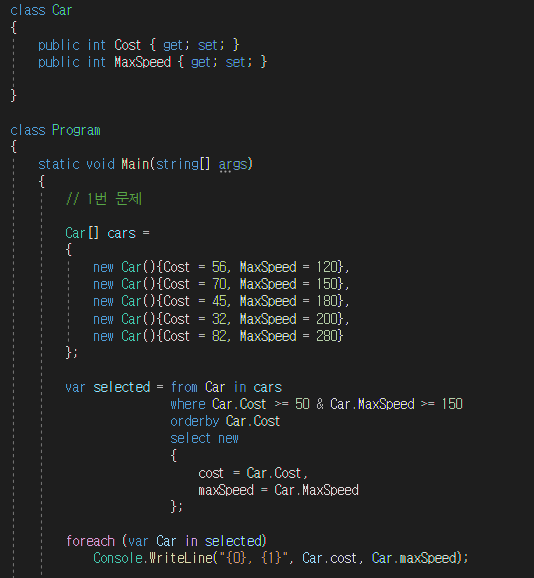 class Car
{
    public int Cost { get; set; }
    public int MaxSpeed { get; set; }
}
class Program
{
    static void Main(string[] args)
    {
        // 1번 문제
        Car[] cars =
        {
            new Car(){Cost = 56, MaxSpeed = 120},
            new Car(){Cost = 70, MaxSpeed = 150},
            new Car(){Cost = 45, MaxSpeed = 180},
            new Car(){Cost = 32, MaxSpeed = 200},
            new Car(){Cost = 82, MaxSpeed = 280}
        };
        var selected = from Car in cars
                       where Car.Cost >= 50 & Car.MaxSpeed >= 150
                       orderby Car.Cost
                       select new
                       {
                           cost = Car.Cost,
                           maxSpeed = Car.MaxSpeed
                       };
        foreach (var Car in selected)
            Console.WriteLine("{0}, {1}", Car.cost, Car.maxSpeed);